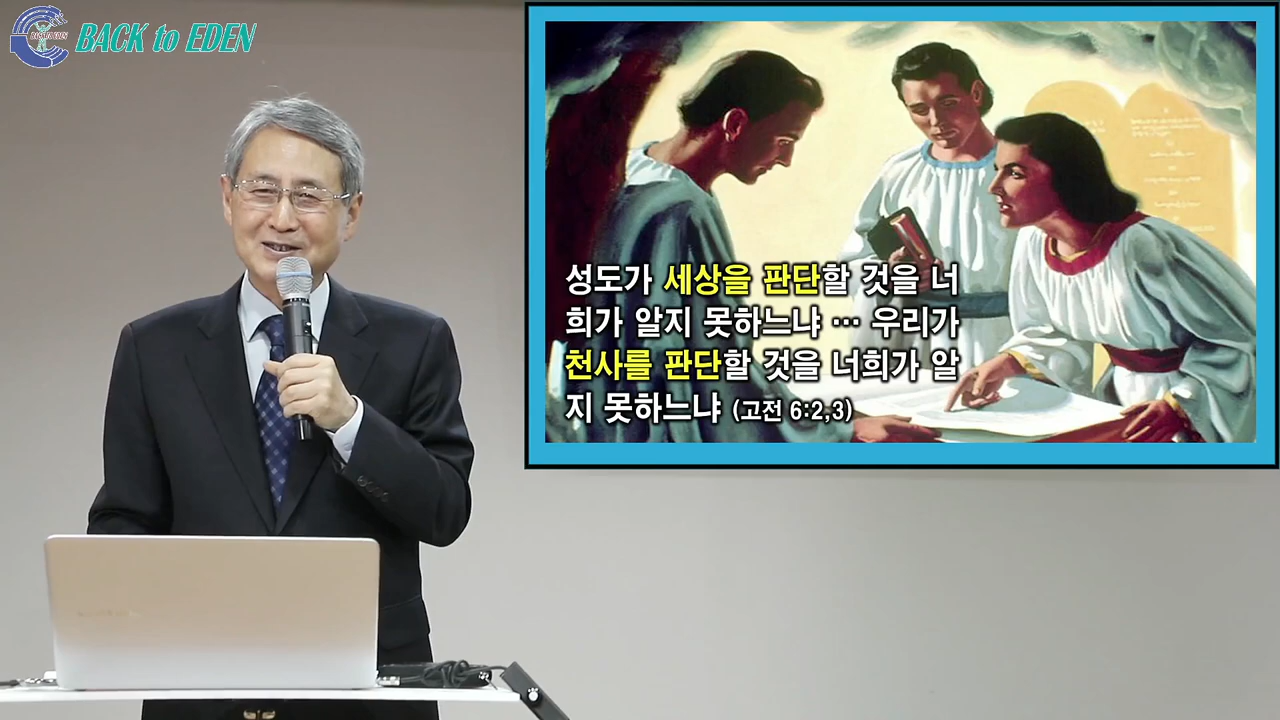 BACK to EDEN
성도가 세상을 판단할 것을 너
희가 알지 못하느냐 … 우리가
천사를 판단할 것을 너희가 알
지 못하느냐 (고전 6:2,3)